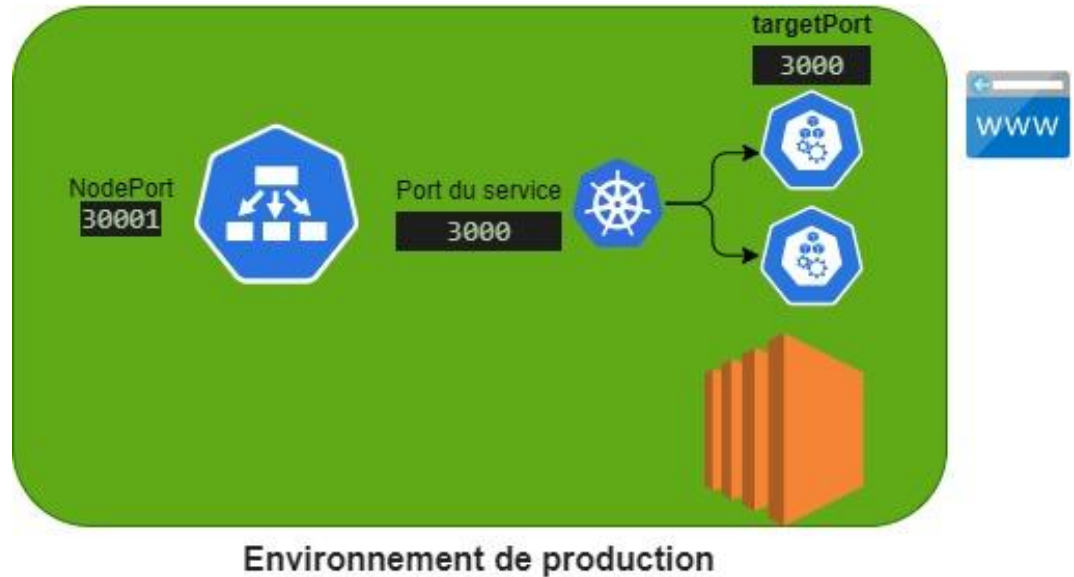 targetPort
3000
www
NodePort
30001
Port du service
3000
Environnement de production